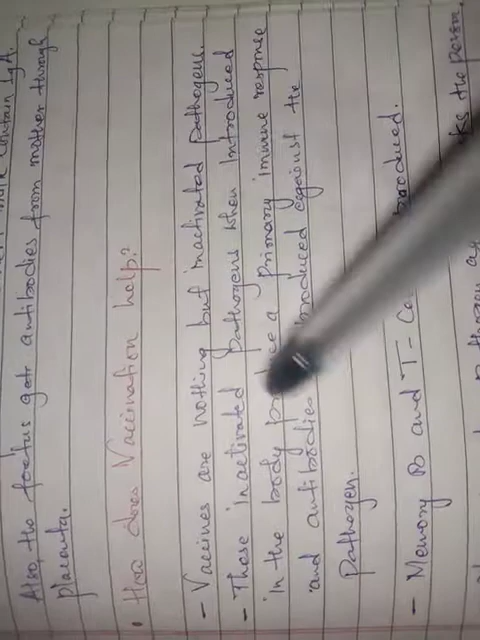 milk contain IgA.
Also, the foetus get antibodies from mother through
placenta.
• How does Vaccination help?
- Vaccines are nothing but inactivated pathogens.
- These inactivated pathogens when introduced
in the body a primary immune response
and antibodies produced against the
pathogen.
- Memory B and T - produced.
the person.